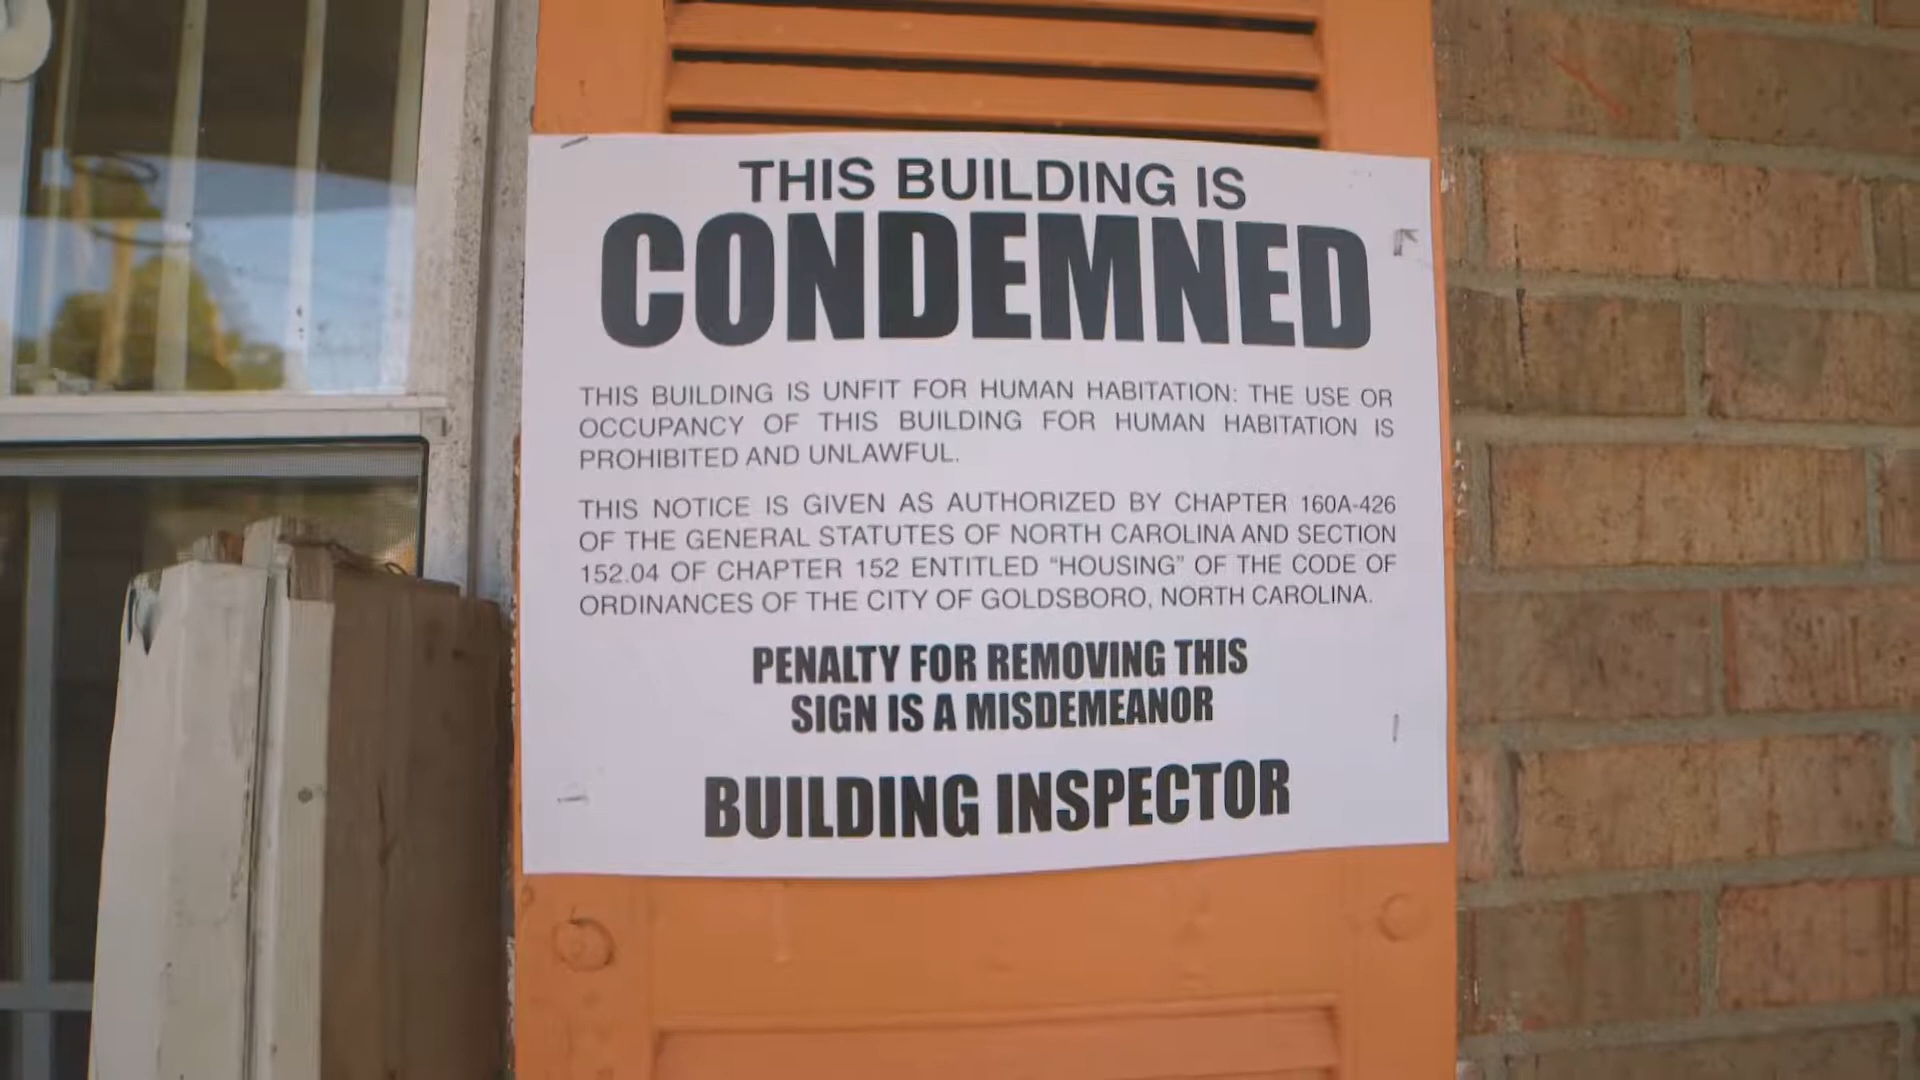 THIS BUILDING IS
CONDEMNED
THIS BUILDING IS UNFIT FOR HUMAN HABITATION: THE USE OR
OCCUPANCY OF THIS BUILDING FOR HUMAN HABITATION IS
PROHIBITED AND UNLAWFUL.
THIS NOTICE IS GIVEN AS AUTHORIZED BY CHAPTER 160A-426
OF THE GENERAL STATUTES OF NORTH CAROLINA AND SECTION
152.04 OF CHAPTER 152 ENTITLED “HOUSING” OF THE CODE OF
ORDINANCES OF THE CITY OF GOLDSBORO, NORTH CAROLINA.
PENALTY FOR REMOVING THIS
SIGN IS A MISDEMEANOR
BUILDING INSPECTOR